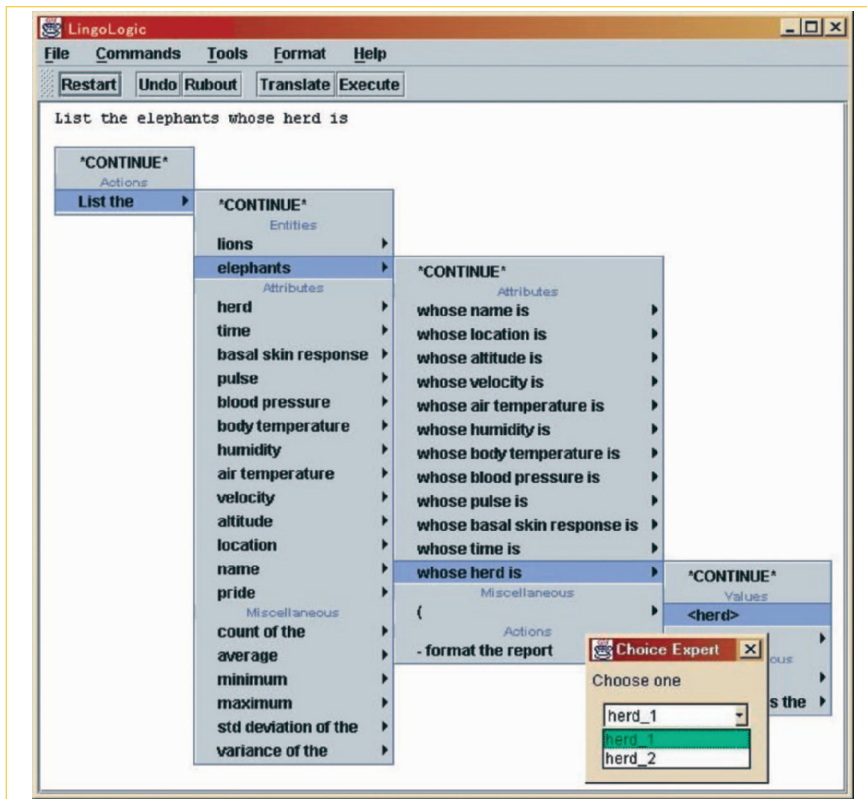 LingoLogic
File Commands Tools Format Help
Restart Undo Rubout Translate Execute
List the elephants whose herd is
*CONTINUE*
Actions
List the
*CONTINUE*
Entities
lions
elephants
Attributes
herd
time
basal skin response
pulse
blood pressure
body temperature
humidity
air temperature
velocity
altitude
location
name
pride
Miscellaneous
count of the
average
minimum
maximum
std deviation of the
variance of the
*CONTINUE*
Attributes
whose name is
whose location is
whose altitude is
whose velocity is
whose air temperature is
whose humidity is
whose body temperature is
whose blood pressure is
whose pulse is
whose basal skin response is
whose time is
whose herd is
Miscellaneous
(
Actions
- format the report
*CONTINUE*
Values
<herd>
ous
s the
Choice Expert
Choose one
herd_1
herd_1
herd_2